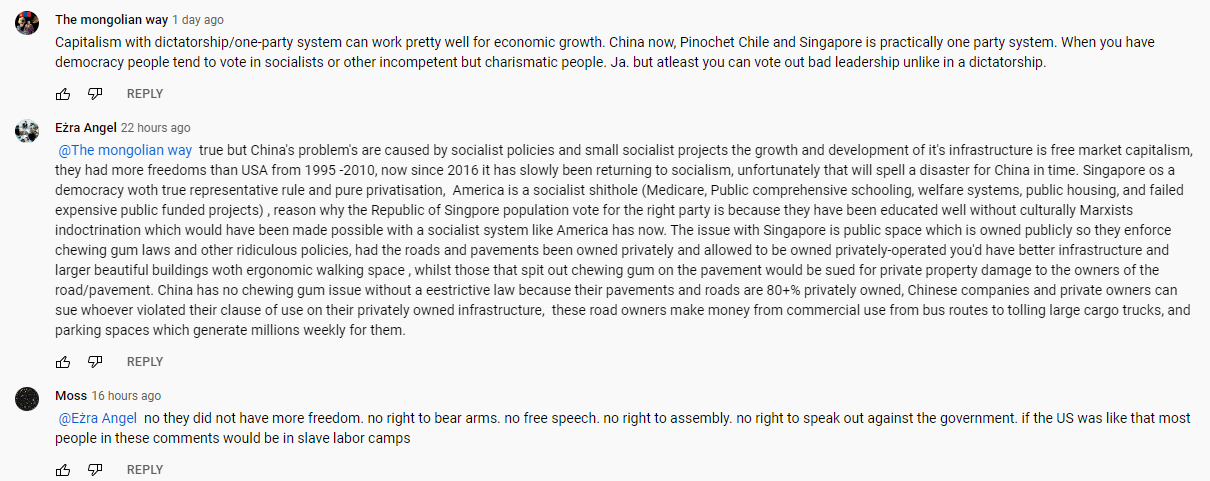 The mongolian way 1 day ago
Capitalism with dictatorship/one-party system can work pretty well for economic growth. China now, Pinochet Chile and Singapore is practically one party system. When you have
democracy people tend to vote in socialists or other incompetent but charismatic people. Ja. but atleast you can vote out bad leadership unlike in a dictatorship.
REPLY
Eżra Angel 22 hours ago
@The mongolian way true but China's problem's are caused by socialist policies and small socialist projects the growth and development of it's infrastructure is free market capitalism,
they had more freedoms than USA from 1995 -2010, now since 2016 it has slowly been returning to socialism, unfortunately that will spell a disaster for China in time. Singapore os a
democracy woth true representative rule and pure privatisation, America is a socialist shithole (Medicare, Public comprehensive schooling, welfare systems, public housing, and failed
expensive public funded projects) , reason why the Republic of Singpore population vote for the right party is because they have been educated well without culturally Marxists
indoctrination which would have been made possible with a socialist system like America has now. The issue with Singapore is public space which is owned publicly so they enforce
chewing gum laws and other ridiculous policies, had the roads and pavements been owned privately and allowed to be owned privately-operated you'd have better infrastructure and
larger beautiful buildings woth ergonomic walking space , whilst those that spit out chewing gum on the pavement would be sued for private property damage to the owners of the
road/pavement. China has no chewing gum issue without a eestrictive law because their pavements and roads are 80+% privately owned, Chinese companies and private owners can
sue whoever violated their clause of use on their privately owned infrastructure, these road owners make money from commercial use from bus routes to tolling large cargo trucks, and
parking spaces which generate millions weekly for them.
REPLY
Moss 16 hours ago
@Eżra Angel no they did not have more freedom. no right to bear arms. no free speech. no right to assembly. no right to speak out against the government. if the US was like that most
people in these comments would be in slave labor camps
REPLY